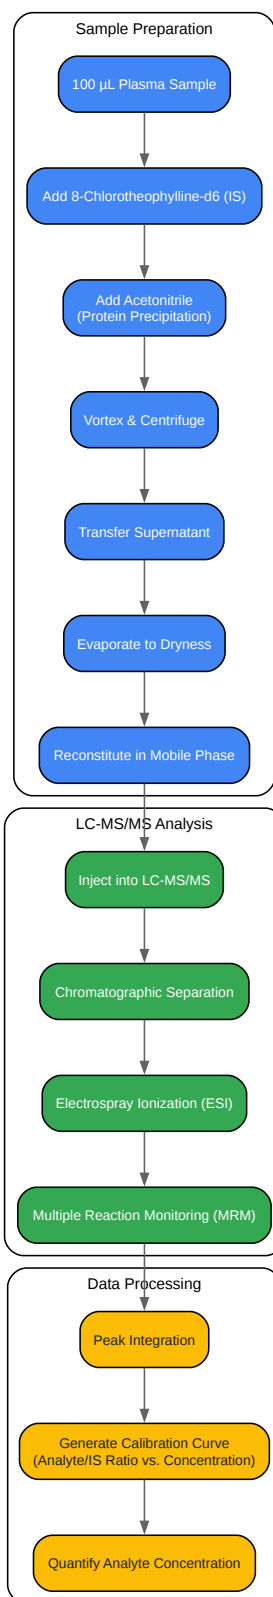 Sample Preparation
100 µL Plasma Sample
Add 8-Chlorotheophylline-d6 (IS)
Add Acetonitrile
(Protein Precipitation)
Vortex & Centrifuge
Transfer Supernatant
Evaporate to Dryness
Reconstitute in Mobile Phase
LC-MS/MS Analysis
Inject into LC-MS/MS
Chromatographic Separation
Electrospray Ionization (ESI)
Multiple Reaction Monitoring (MRM)
Data Processing
Peak Integration
Generate Calibration Curve
(Analyte/IS Ratio vs. Concentration)
Quantify Analyte Concentration